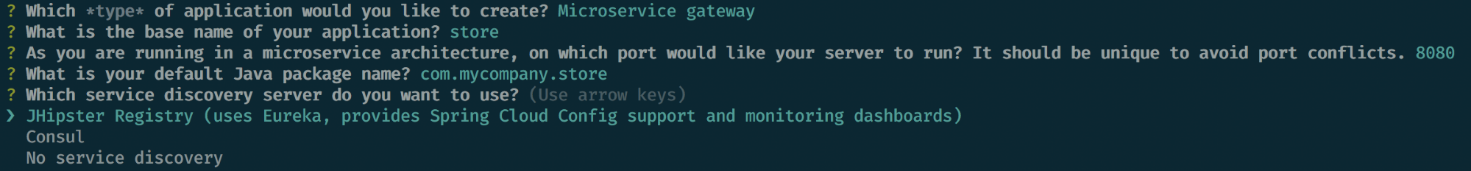 ? Which *type* of application would you like to create? Microservice gateway
? What is the base name of your application? store
? As you are running in a microservice architecture, on which port would like your server to run? It should be unique to avoid port conflicts. 8080
? What is your default Java package name? com.mycompany.store
? Which service discovery server do you want to use? (Use arrow keys)
❯ JHipster Registry (uses Eureka, provides Spring Cloud Config support and monitoring dashboards)
Consul
No service discovery